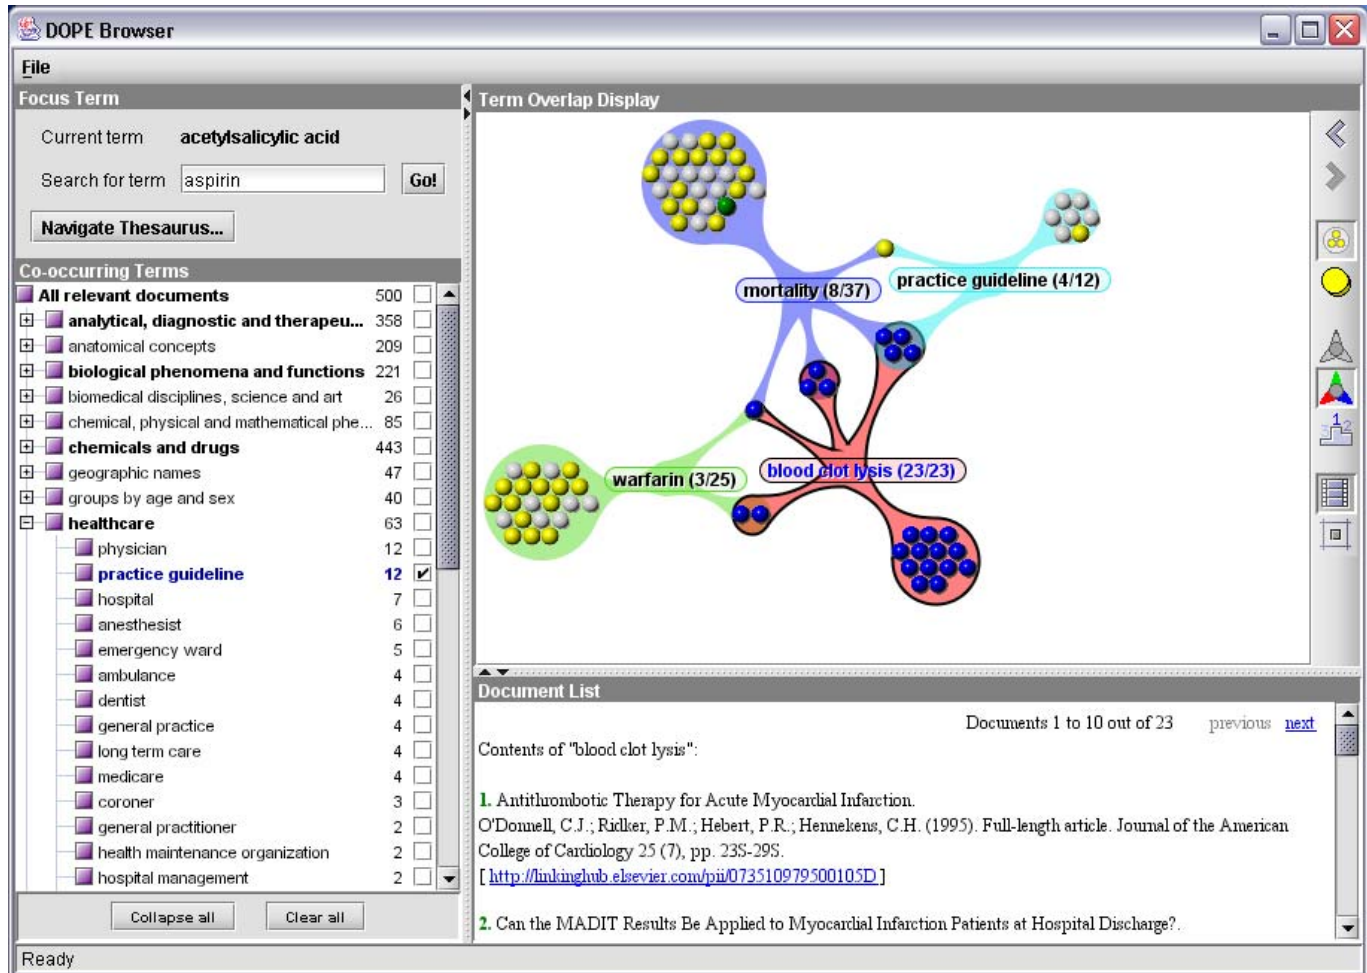 DOPE Browser
File
Focus Term
Current term acetylsalicylic acid
Search for term aspirin Go!
Navigate Thesaurus...
Co-occurring Terms
All relevant documents 500
analytical, diagnostic and therapeu... 358
anatomical concepts 209
biological phenomena and functions 221
biomedical disciplines, science and art 26
chemical, physical and mathematical phe... 85
chemicals and drugs 443
geographic names 47
groups by age and sex 40
healthcare 63
physician 12
practice guideline 12
hospital 7
anesthesist 6
emergency ward 5
ambulance 4
dentist 4
general practice 4
long term care 4
medicare 4
coroner 3
general practitioner 2
health maintenance organization 2
hospital management 2
Collapse all Clear all
Ready
Term Overlap Display
mortality (8/37)
practice guideline (4/12)
warfarin (3/25)
blood clot lysis (23/23)
1
3 2
Document List
Documents 1 to 10 out of 23 previous next
Contents of "blood clot lysis":
1. Antithrombotic Therapy for Acute Myocardial Infarction.
O'Donnell, C.J.; Ridker, P.M.; Hebert, P.R.; Hennekens, C.H. (1995). Full-length article. Journal of the American
College of Cardiology 25 (7), pp. 23S-29S.
[ http://linkinghub.elsevier.com/pii/073510979500105D ]
2. Can the MADIT Results Be Applied to Myocardial Infarction Patients at Hospital Discharge?.